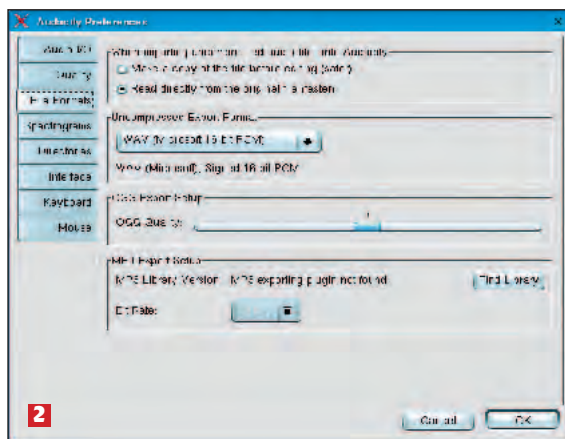 Audacity Preferences
Audio I/O
Quality
File Formats
Spectrograms
Directories
Interface
Keyboard
Mouse
When importing uncompressed audio files into Audacity
Make a copy of the file before editing (safer)
Read directly from the original file (faster)
Uncompressed Export Format
WAV (Microsoft 16 bit PCM)
WAV (Microsoft), Signed 16 bit PCM
OGG Export Setup
OGG Quality:
MP3 Export Setup
MP3 Library Version: MP3 exporting plugin not found
Find Library
Bit Rate:
2
Cancel
OK